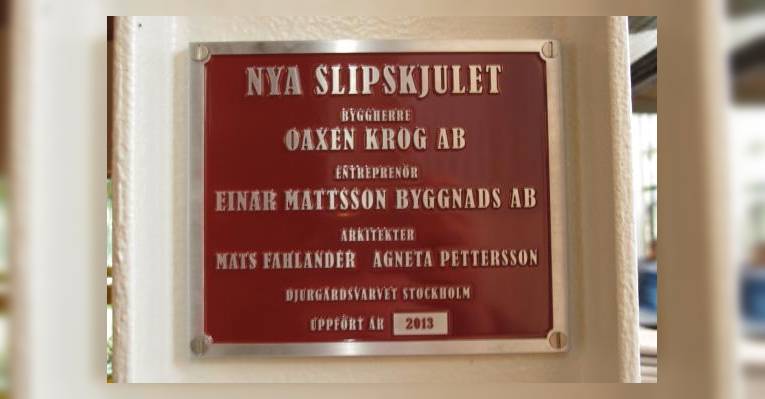 NYA SLIPSKJULET
BYGGHERRE
OAXEN KROG AB
ENTREPRENÖR
EINAR MATTSSON BYGGNADS AB
ARKITEKTER
MATS FAHLANDER AGNETA PETTERSSON
DJURGÅRDSVARVET STOCKHOLM
UPPFÖRT ÅR 2013